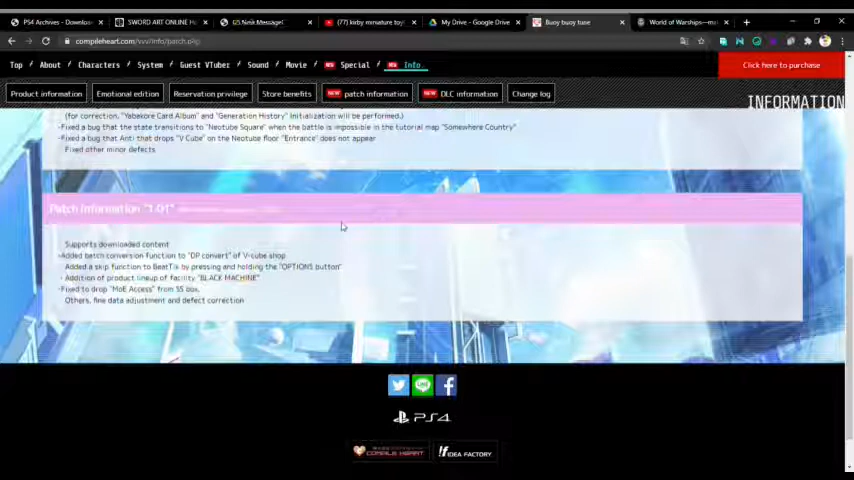 PS4 Archives - Download
SWORD ART ONLINE H
(77) kirby miniature toy
My Drive - Google Drive
Buoy buoy tuse
World of Warships—ma
compileheart.com/vvv/info/patch.php
Top
About
Characters
System
Guest VTuber
Sound
Movie
Special
Info
Click here to purchase
Product information
Emotional edition
Reservation privilege
Store benefits
NEW patch information
NEW DLC information
Change log
INFORMATION
(for correction, "Yabakore Card Album" and "Generation History" initialization will be performed.)
·Fixed a bug that the state transitions to "Neotube Square" when the battle is impossible in the tutorial map "Somewhere Country"
·Fixed a bug that Anti that drops "V Cube" on the Neotube floor "Entrance" does not appear
Fixed other minor defects
Patch information "1.01"
Supports downloaded content
·Added batch conversion function to "DP convert" of V-cube shop
Added a skip function to BeatTik by pressing and holding the "OPTIONS button"
· Addition of product lineup of facility "BLACK MACHINE"
·Fixed to drop "MoE Access" from SS box.
Others, fine data adjustment and defect correction
PS4
COMPILE HEART
IDEA FACTORY